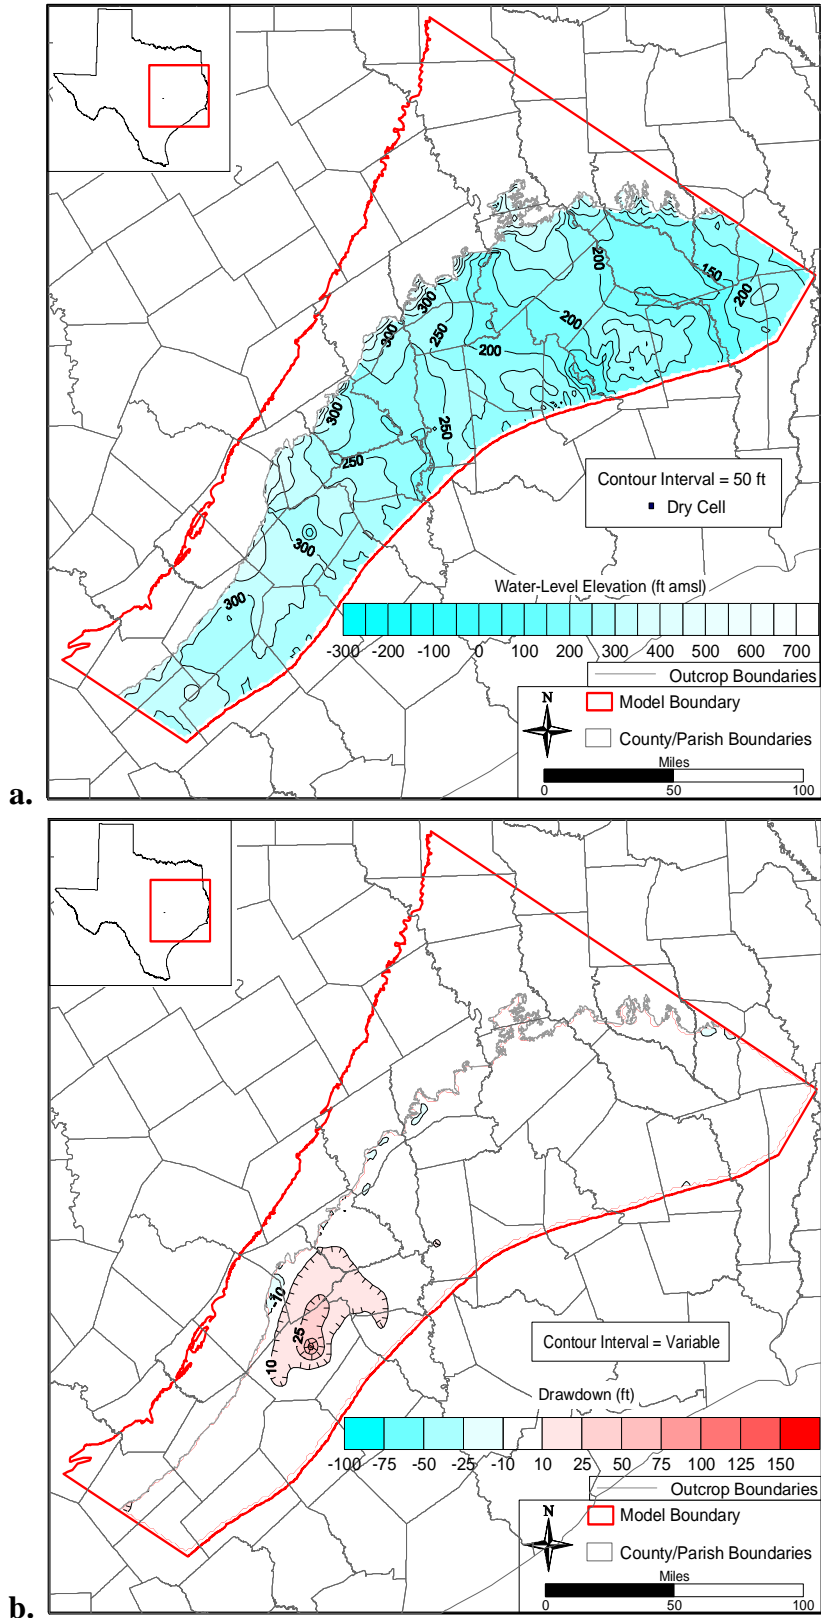 300
300
250
200
150
200
200
200
300
250
250
300
300
Contour Interval = 50 ft
Dry Cell
Water-Level Elevation (ft amsl)
-300 -200 -100 0 100 200 300 400 500 600 700
Outcrop Boundaries
N
Model Boundary
County/Parish Boundaries
Miles
0 50 100
a.
-10
25
10
Contour Interval = Variable
Drawdown (ft)
-100 -75 -50 -25 -10 10 25 50 75 100 125 150
Outcrop Boundaries
N
Model Boundary
County/Parish Boundaries
Miles
0 50 100
b.